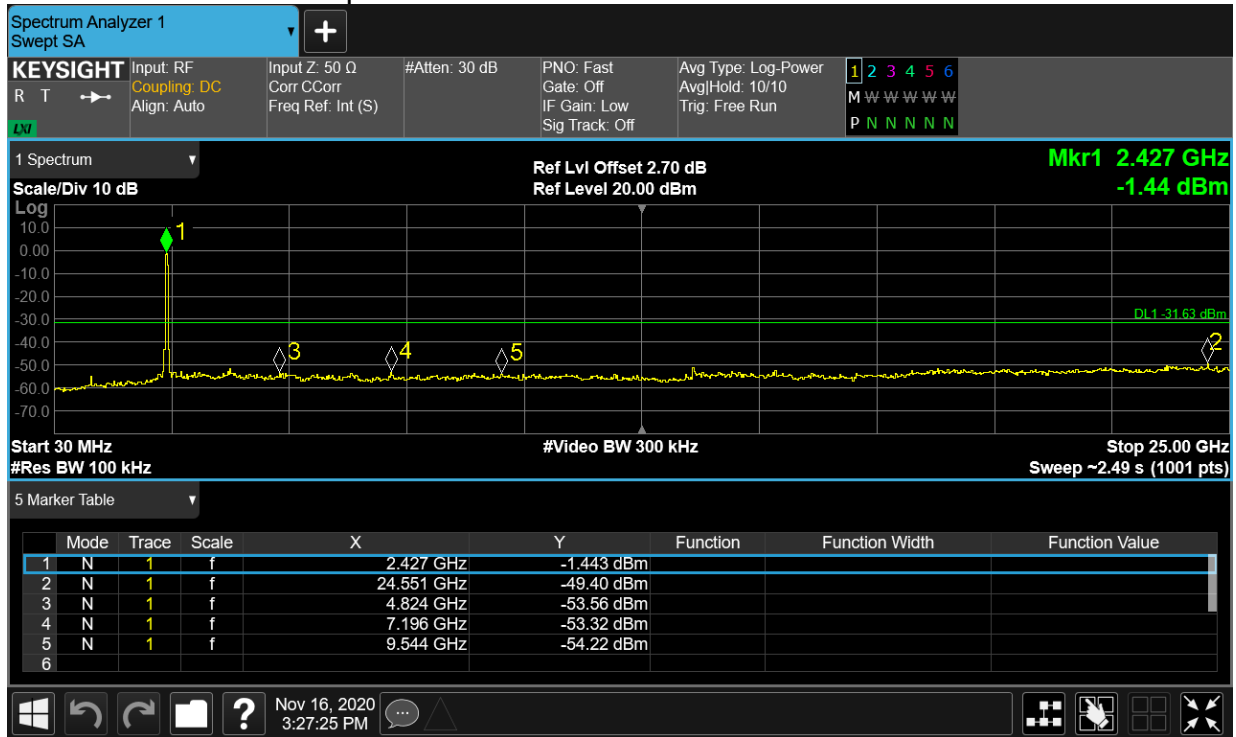 Spectrum Analyzer 1
Swept SA
KEYSIGHT
R T
LXI
Input: RF
Coupling: DC
Align: Auto
Input Z: 50 Ω
Corr CCorr
Freq Ref: Int (S)
#Atten: 30 dB
PNO: Fast
Gate: Off
IF Gain: Low
Sig Track: Off
Avg Type: Log-Power
Avg|Hold: 10/10
Trig: Free Run
1 2 3 4 5 6
M W W W W W
P N N N N N
1 Spectrum
Scale/Div 10 dB
Ref Lvl Offset 2.70 dB
Ref Level 20.00 dBm
Mkr1 2.427 GHz
-1.44 dBm
Log
10.0
0.00
-10.0
-20.0
-30.0
-40.0
-50.0
-60.0
-70.0
1
DL1 -31.63 dBm
3
4
5
2
Start 30 MHz
#Res BW 100 kHz
#Video BW 300 kHz
Stop 25.00 GHz
Sweep ~2.49 s (1001 pts)
5 Marker Table
Mode Trace Scale X Y Function Function Width Function Value
1 N 1 f 2.427 GHz -1.443 dBm
2 N 1 f 24.551 GHz -49.40 dBm
3 N 1 f 4.824 GHz -53.56 dBm
4 N 1 f 7.196 GHz -53.32 dBm
5 N 1 f 9.544 GHz -54.22 dBm
6
?
Nov 16, 2020
3:27:25 PM